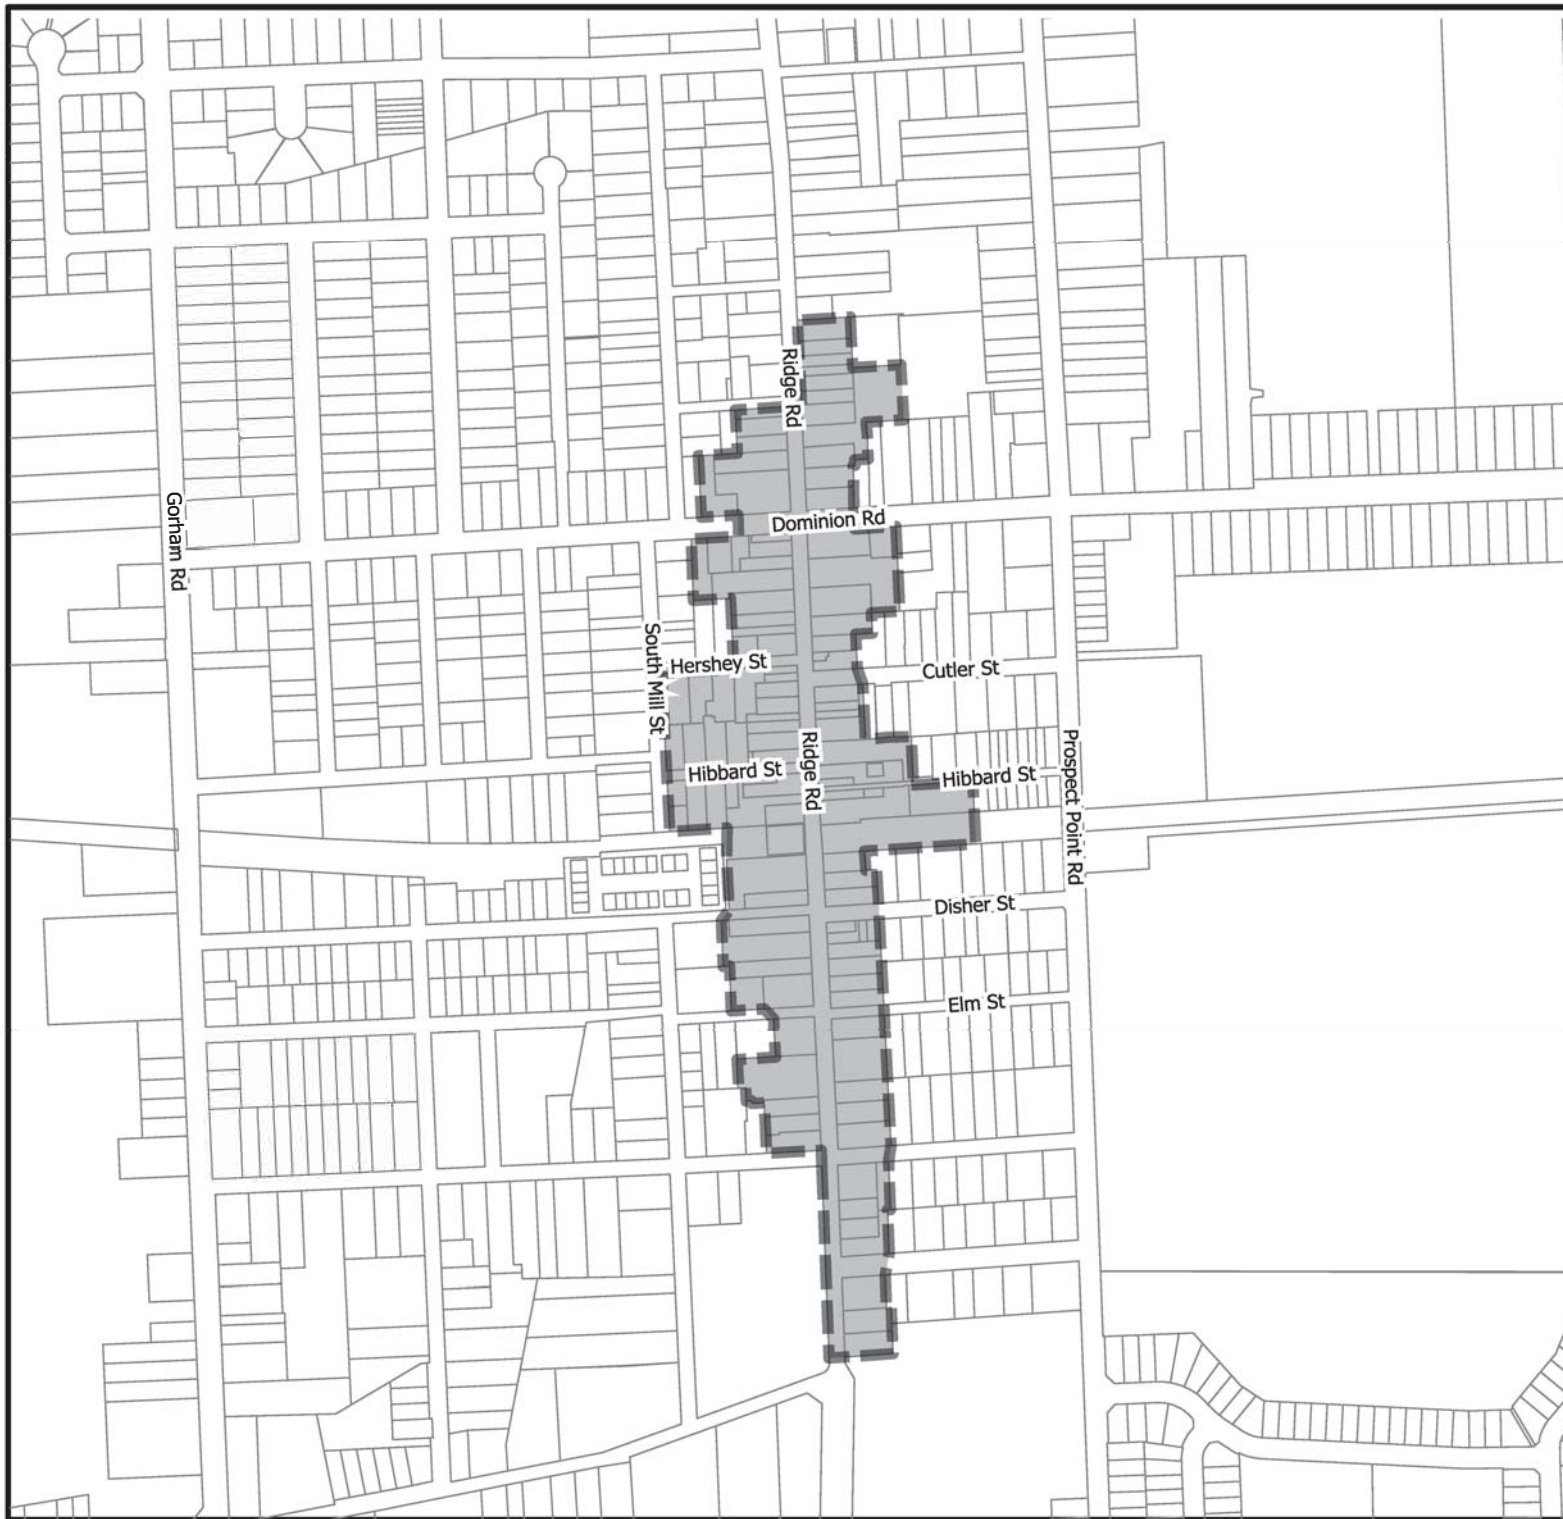 Ridge Rd
Dominion Rd
Gorham Rd
South Mill St
Hershey St
Cutler St
Ridge Rd
Prospect Point Rd
Hibbard St
Hibbard St
Disher St
Elm St